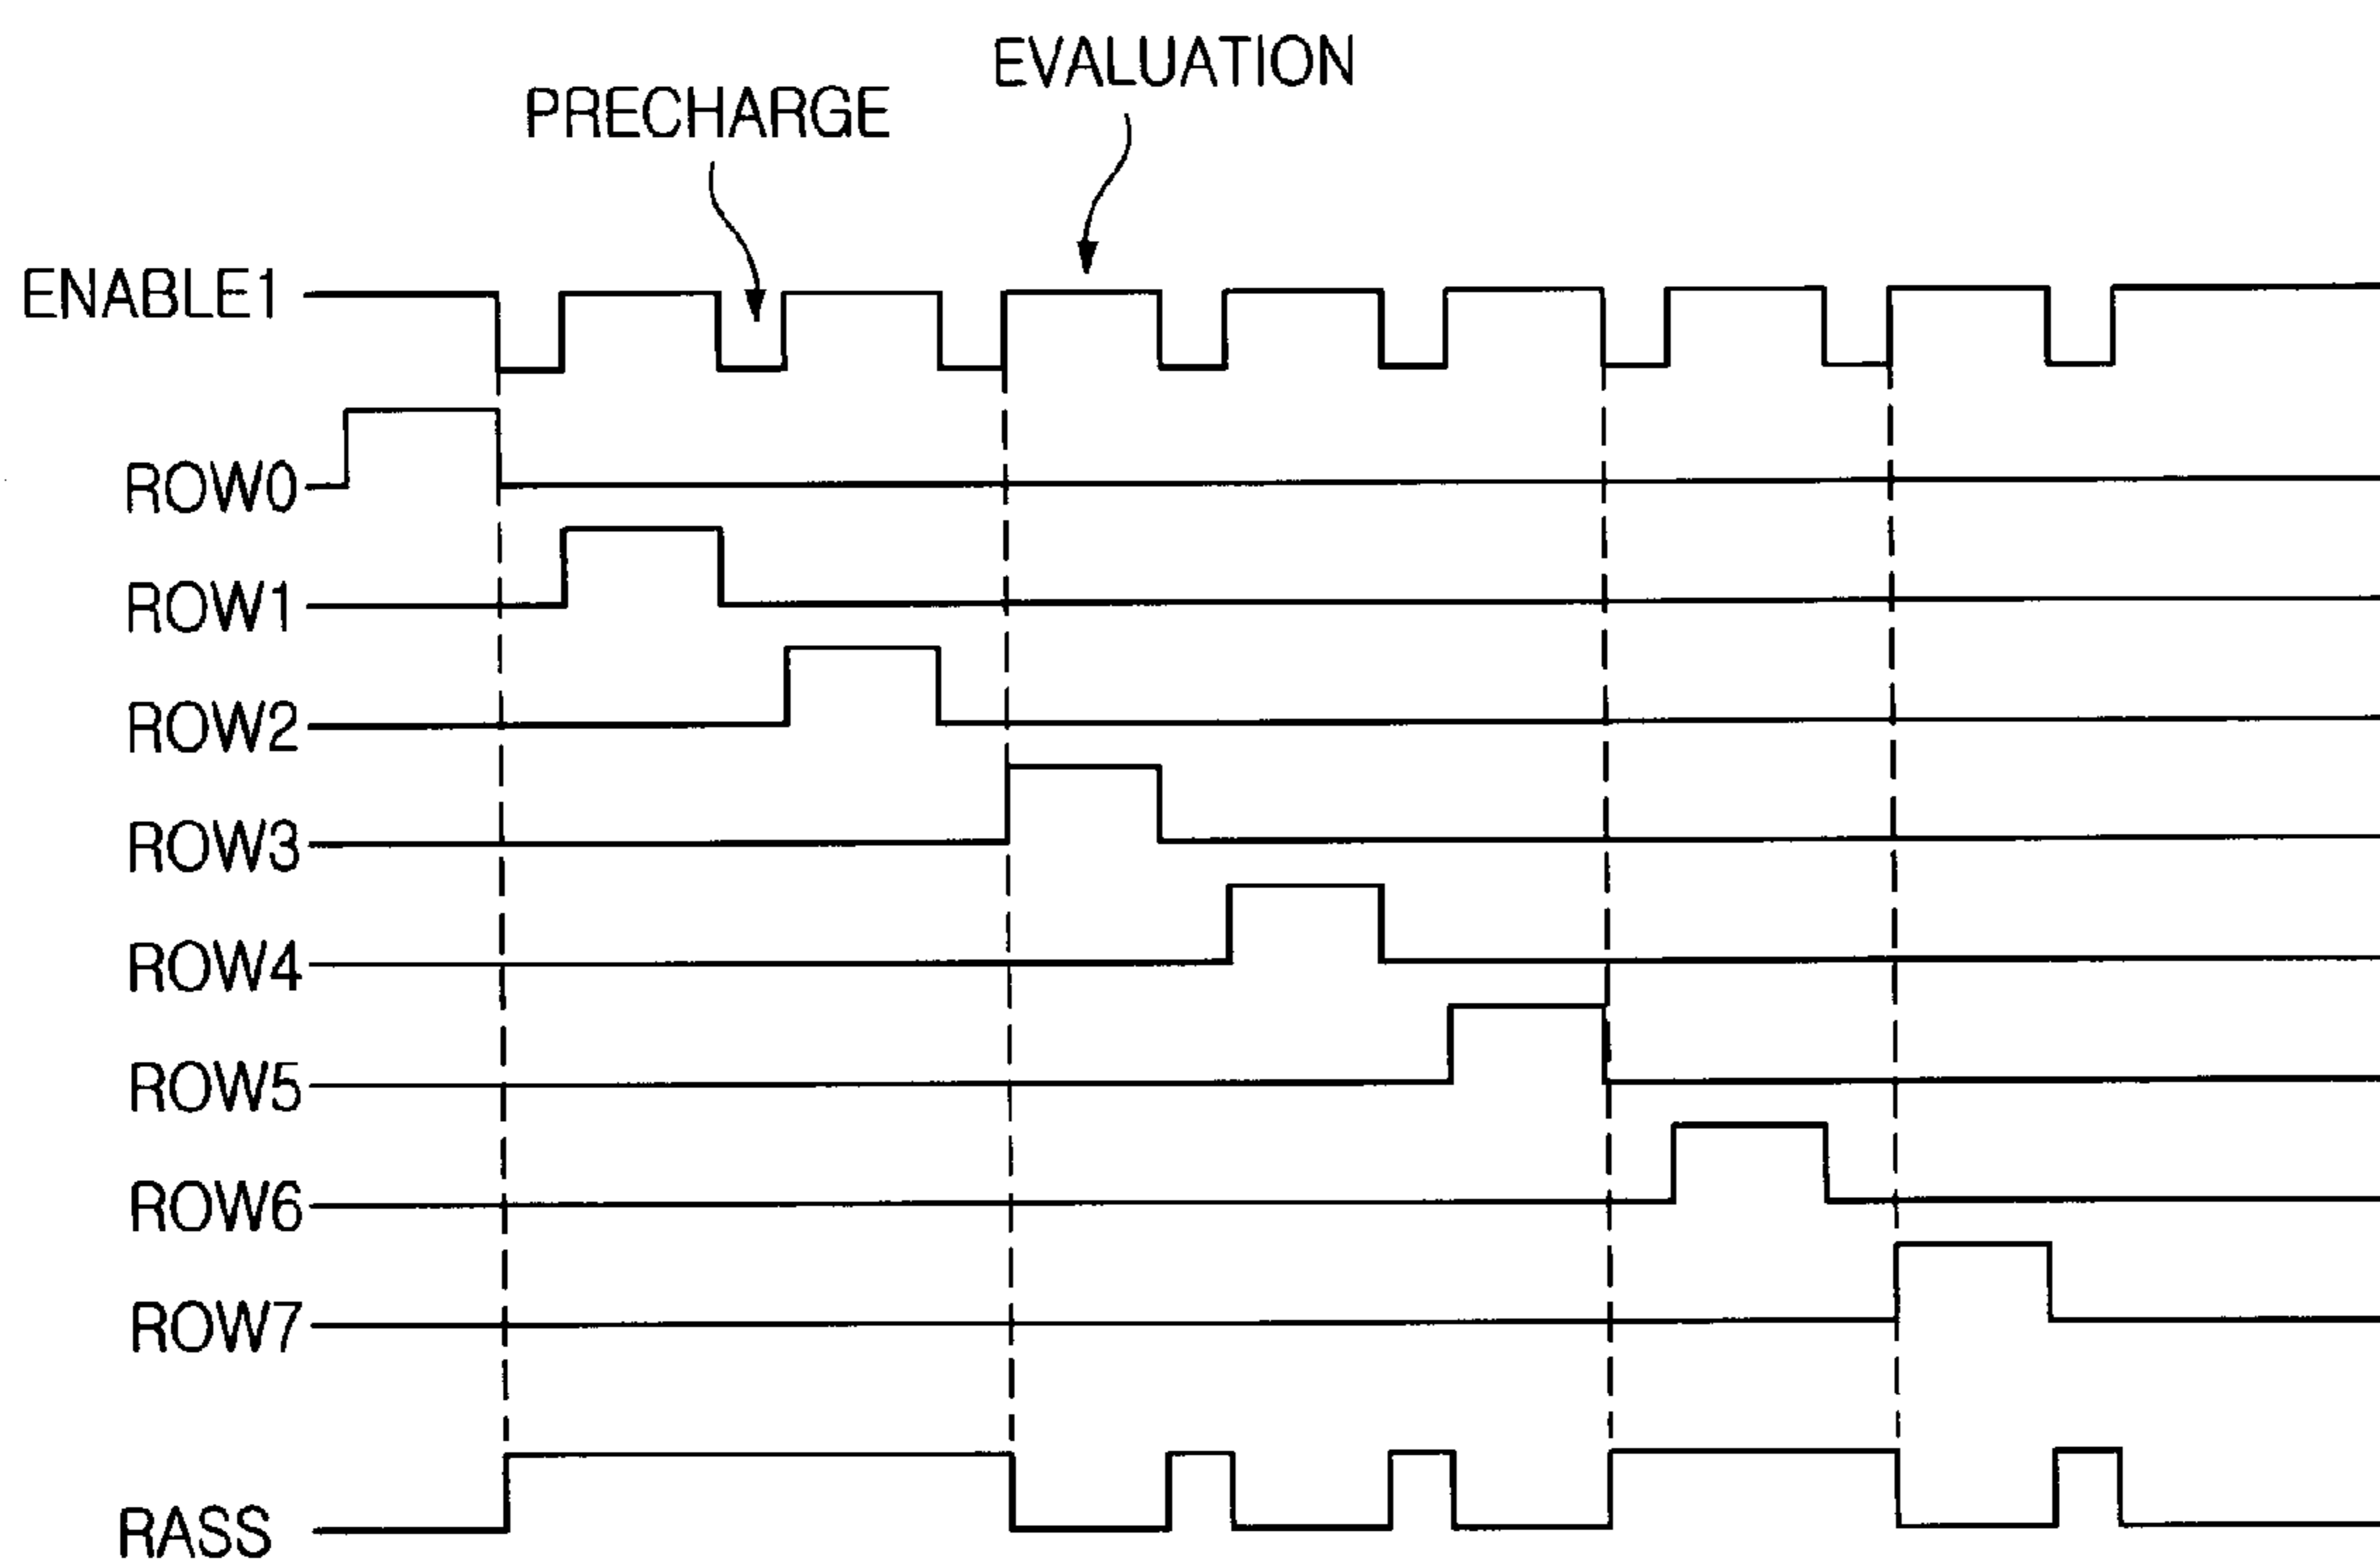 EVALUATION
PRECHARGE
ENABLE1
ROW0
ROW1
ROW2
ROW3
ROW4
ROW5
ROW6
ROW7
RASS